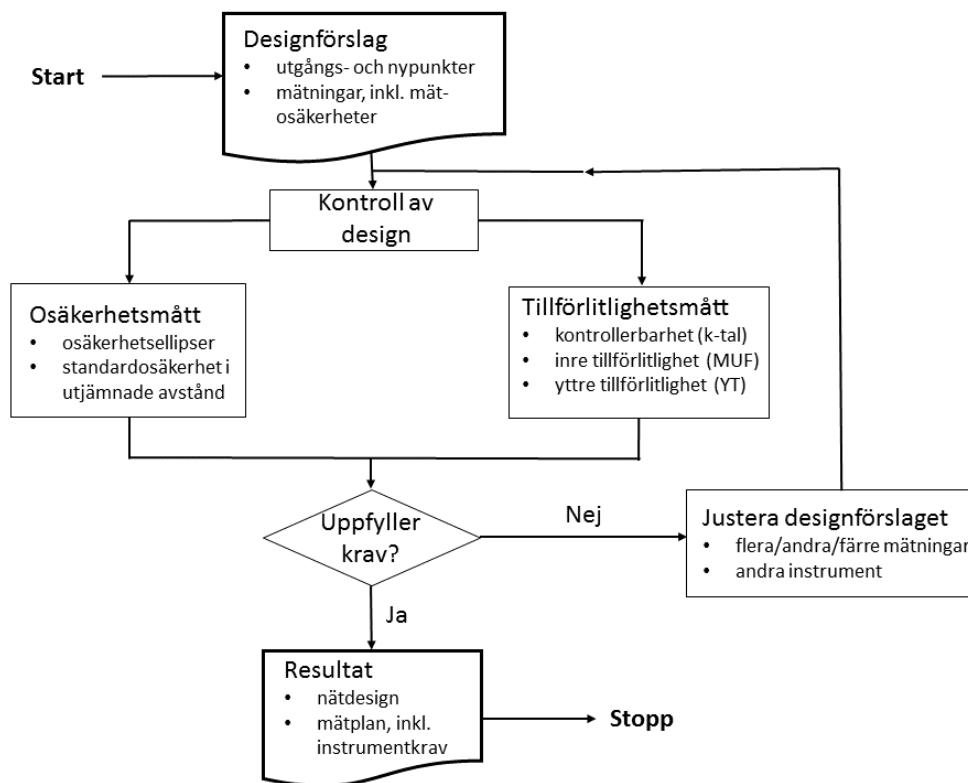 Designförslag
Start
• utgångs- och nypunkter
• mätningar, inkl. mät-
osäkerheter
Kontroll av
design
Osäkerhetsmått
• osäkerhetsellipser
• standardosäkerhet i
utjämnade avstånd
Tillförlitlighetsmått
• kontrollerbarhet (k-tal)
• inre tillförlitlighet (MUF)
• yttre tillförlitlighet (YT)
Uppfyller
krav?
Nej
Justera designförslaget
• flera/andra/färre mätningar
• andra instrument
Ja
Resultat
• nätdesign
• mätplan, inkl.
instrumentkrav
Stopp